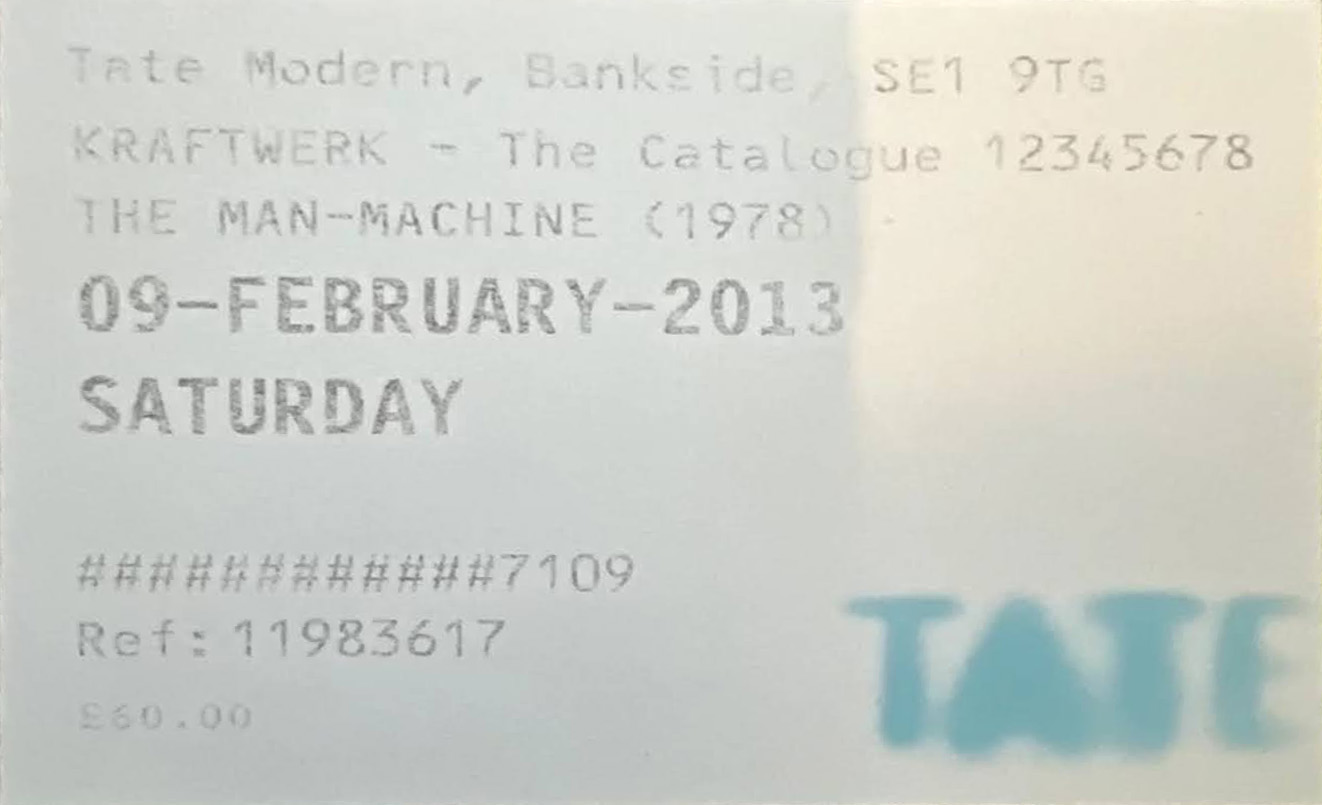 Tate Modern, Bankside, SE1 9TG
KRAFTWERK - The Catalogue 12345678
THE MAN-MACHINE (1978)
09-FEBRUARY-2013
SATURDAY
############7109
Ref:11983617
£60.00
TATE